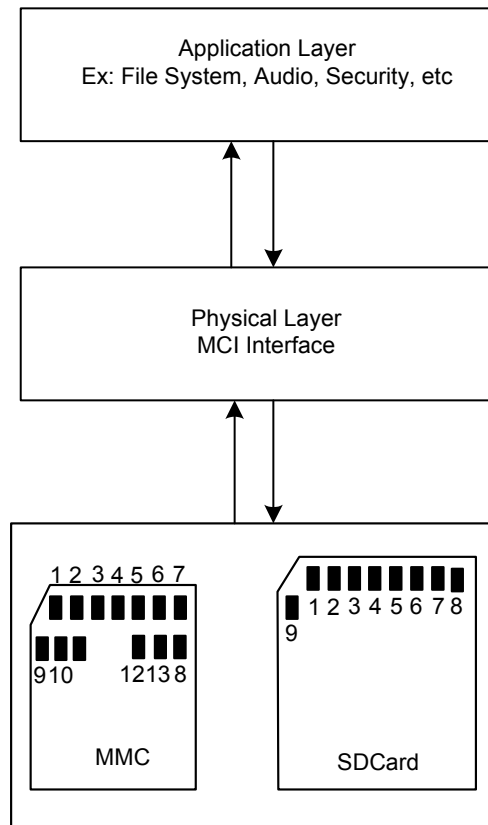 Application Layer
Ex: File System, Audio, Security, etc
Physical Layer
MCI Interface
1 2 3 4 5 6 7
9 10 12 13 8
MMC
1 2 3 4 5 6 7 8
9
SDCard